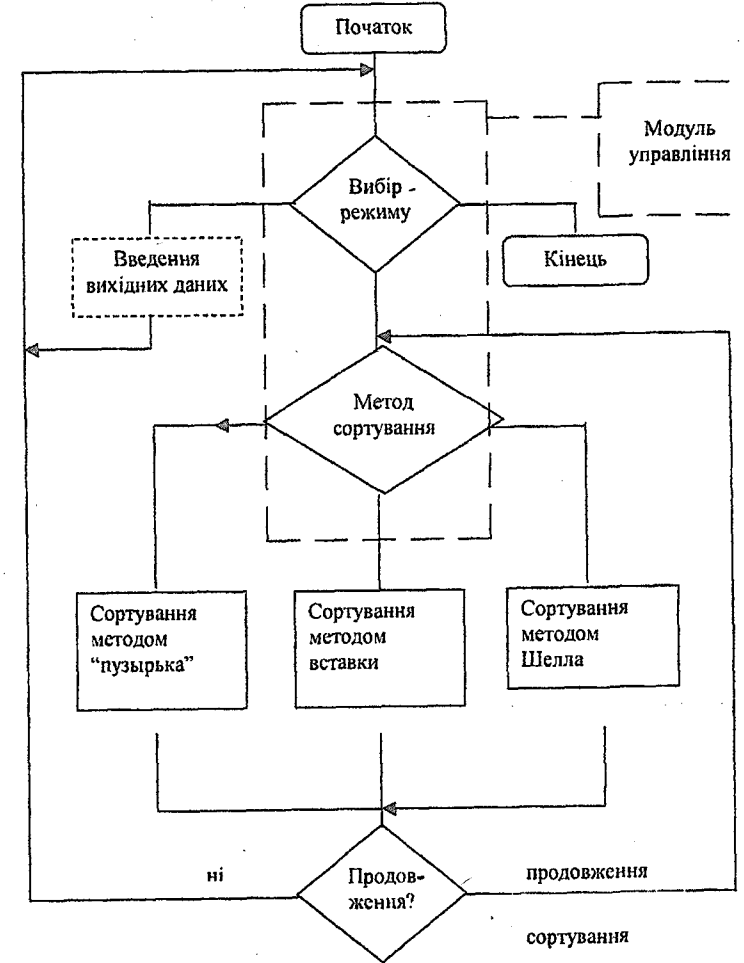 Початок
Модуль
управління
Вибір -
режиму
Введення
вихідних даних
Кінець
Метод
сортування
Сортування
методом
“пузырька”
Сортування
методом
вставки
Сортування
методом
Шелла
ні
Продов-
ження?
продовження
сортування